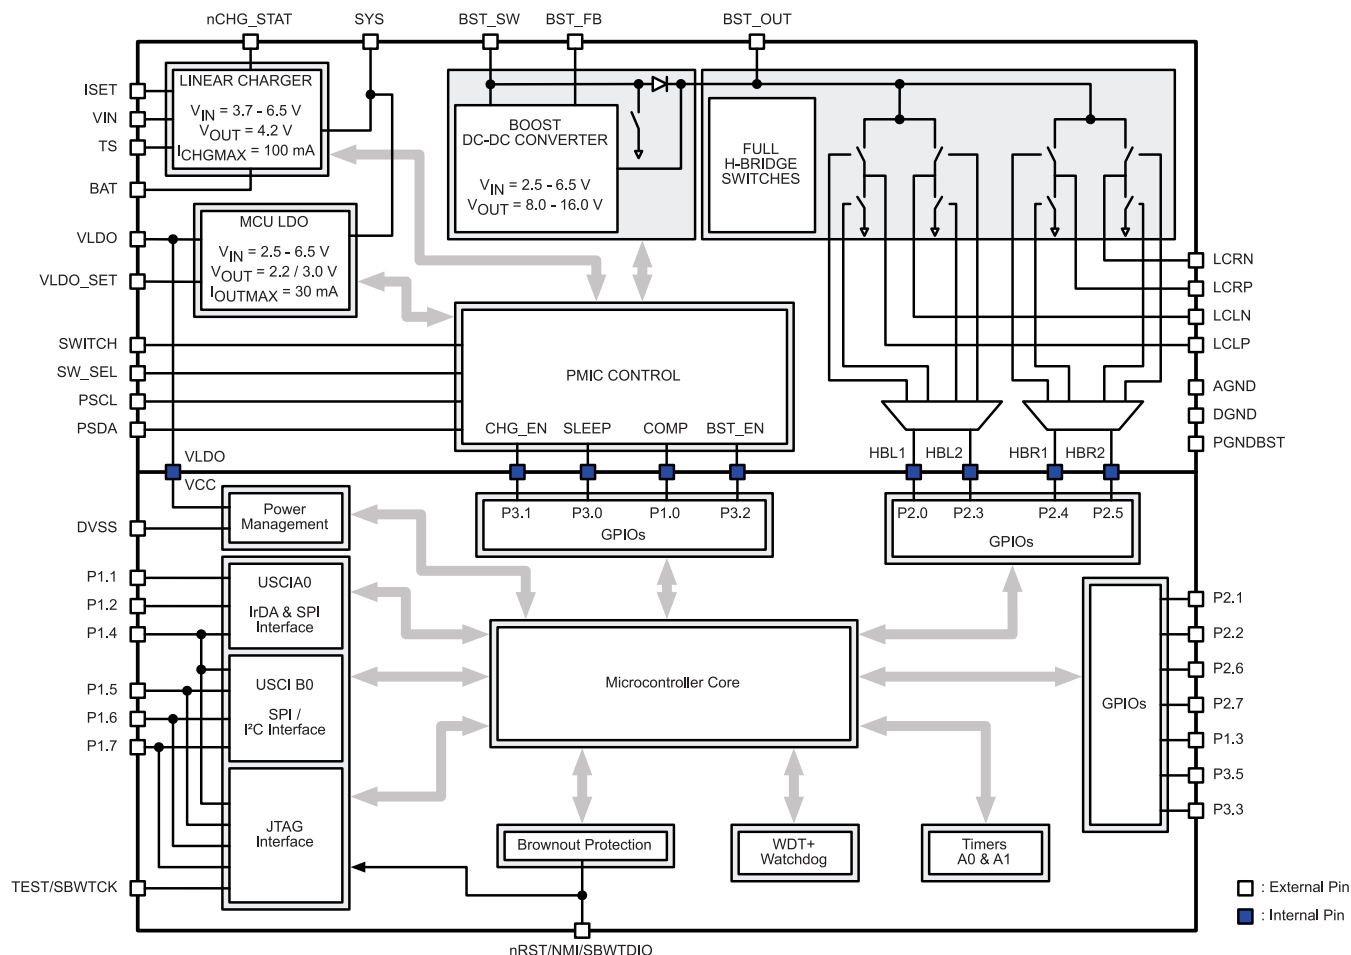 nCHG_STAT
SYS
BST_SW
BST_FB
BST_OUT
ISET
VIN
TS
BAT
VLDO
VLDO_SET
SWITCH
SW_SEL
PSCL
PSDA
LINEAR CHARGER
VIN = 3.7 - 6.5 V
VOUT = 4.2 V
ICHGMAX = 100 mA
MCU LDO
VIN = 2.5 - 6.5 V
VOUT = 2.2 / 3.0 V
IOUTMAX = 30 mA
BOOST
DC-DC CONVERTER
VIN = 2.5 - 6.5 V
VOUT = 8.0 - 16.0 V
FULL
H-BRIDGE
SWITCHES
LCRN
LCRP
LCLN
LCLP
AGND
DGND
PGNDBST
PMIC CONTROL
CHG_EN
SLEEP
COMP
BST_EN
HBL1
HBL2
HBR1
HBR2
VLDO
VCC
DVSS
P1.1
P1.2
P1.4
P1.5
P1.6
P1.7
TEST/SBWTCK
Power
Management
P3.1
P3.0
P1.0
P3.2
GPIOs
P2.0
P2.3
P2.4
P2.5
GPIOs
USCIA0
IrDA & SPI
Interface
USCI B0
SPI /
I²C Interface
JTAG
Interface
Microcontroller Core
GPIOs
P2.1
P2.2
P2.6
P2.7
P1.3
P3.5
P3.3
Brownout Protection
WDT+
Watchdog
Timers
A0 & A1
nRST/NMI/SBWTDIO
: External Pin
: Internal Pin